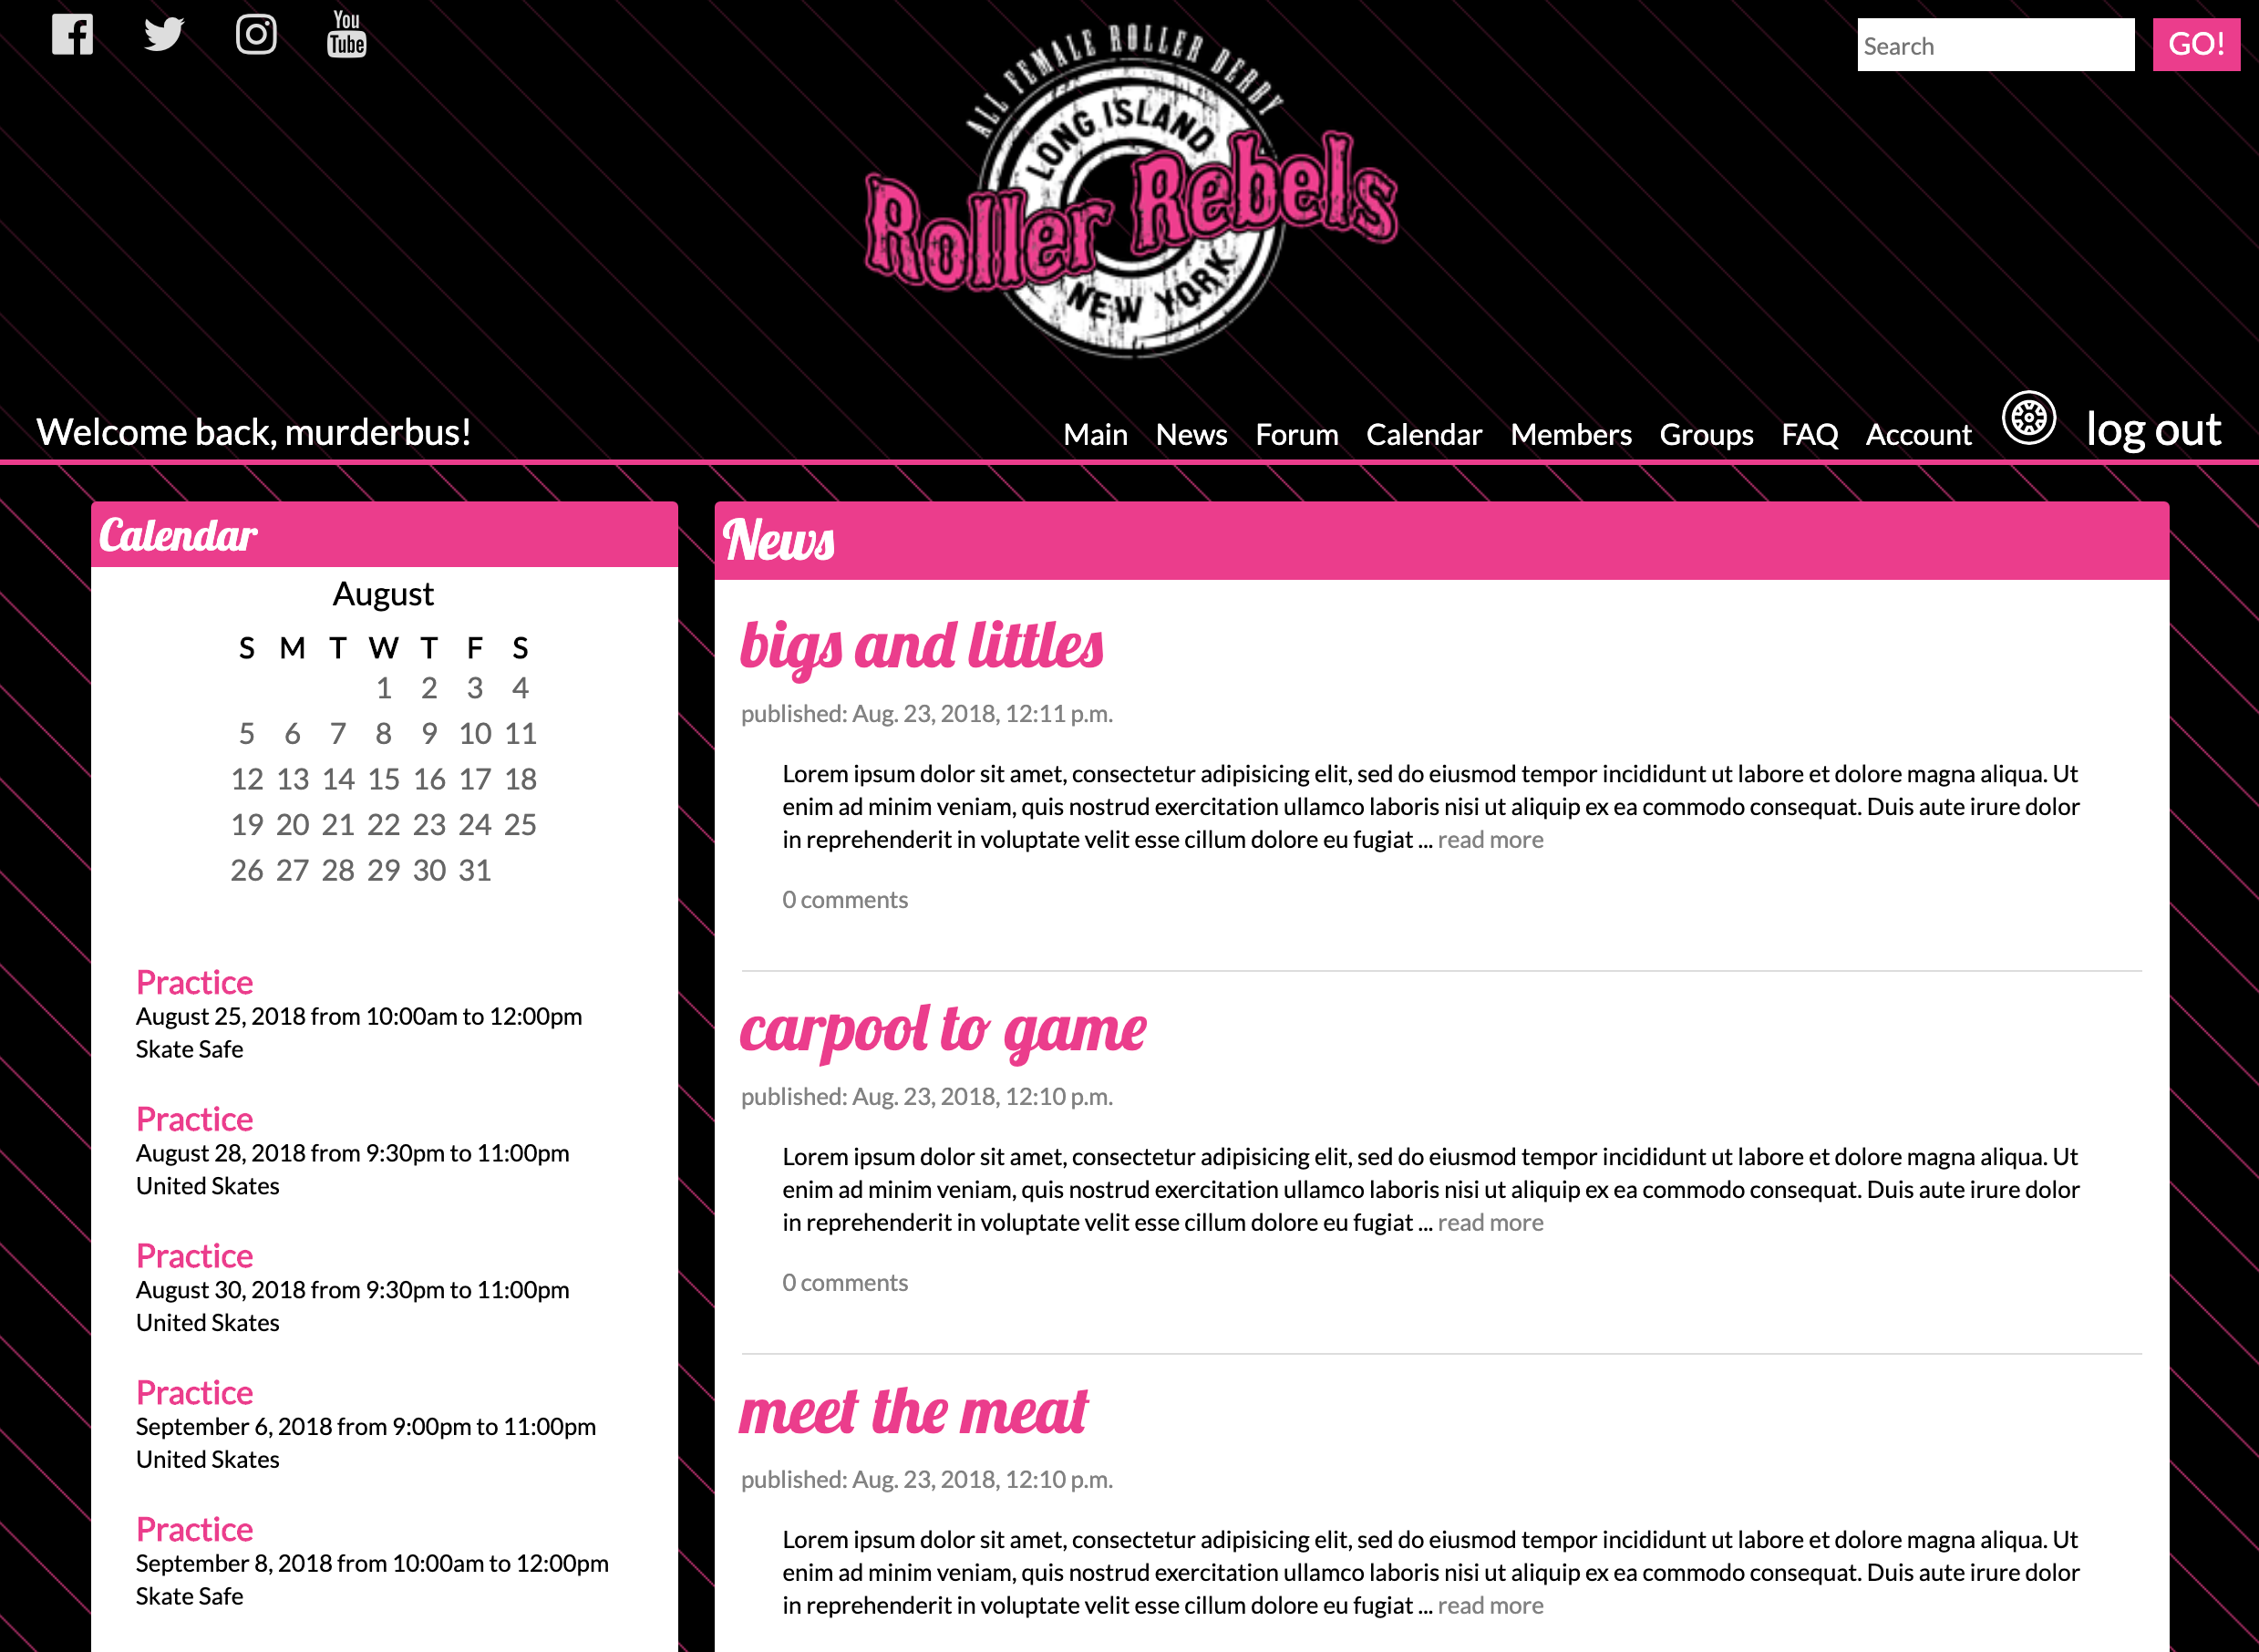 You
Tube
Search
GO!
ALL FEMALE ROLLER DERBY
LONG ISLAND
Roller Rebels
NEW YORK
Welcome back, murderbus!
Main News Forum Calendar Members Groups FAQ Account log out
Calendar
August
S M T W T F S
1 2 3 4
5 6 7 8 9 10 11
12 13 14 15 16 17 18
19 20 21 22 23 24 25
26 27 28 29 30 31
Practice
August 25, 2018 from 10:00am to 12:00pm
Skate Safe
Practice
August 28, 2018 from 9:30pm to 11:00pm
United Skates
Practice
August 30, 2018 from 9:30pm to 11:00pm
United Skates
Practice
September 6, 2018 from 9:00pm to 11:00pm
United Skates
Practice
September 8, 2018 from 10:00am to 12:00pm
Skate Safe
News
bigs and littles
published: Aug. 23, 2018, 12:11 p.m.
Lorem ipsum dolor sit amet, consectetur adipisicing elit, sed do eiusmod tempor incididunt ut labore et dolore magna aliqua. Ut
enim ad minim veniam, quis nostrud exercitation ullamco laboris nisi ut aliquip ex ea commodo consequat. Duis aute irure dolor
in reprehenderit in voluptate velit esse cillum dolore eu fugiat ... read more
0 comments
carpool to game
published: Aug. 23, 2018, 12:10 p.m.
Lorem ipsum dolor sit amet, consectetur adipisicing elit, sed do eiusmod tempor incididunt ut labore et dolore magna aliqua. Ut
enim ad minim veniam, quis nostrud exercitation ullamco laboris nisi ut aliquip ex ea commodo consequat. Duis aute irure dolor
in reprehenderit in voluptate velit esse cillum dolore eu fugiat ... read more
0 comments
meet the meat
published: Aug. 23, 2018, 12:10 p.m.
Lorem ipsum dolor sit amet, consectetur adipisicing elit, sed do eiusmod tempor incididunt ut labore et dolore magna aliqua. Ut
enim ad minim veniam, quis nostrud exercitation ullamco laboris nisi ut aliquip ex ea commodo consequat. Duis aute irure dolor
in reprehenderit in voluptate velit esse cillum dolore eu fugiat ... read more